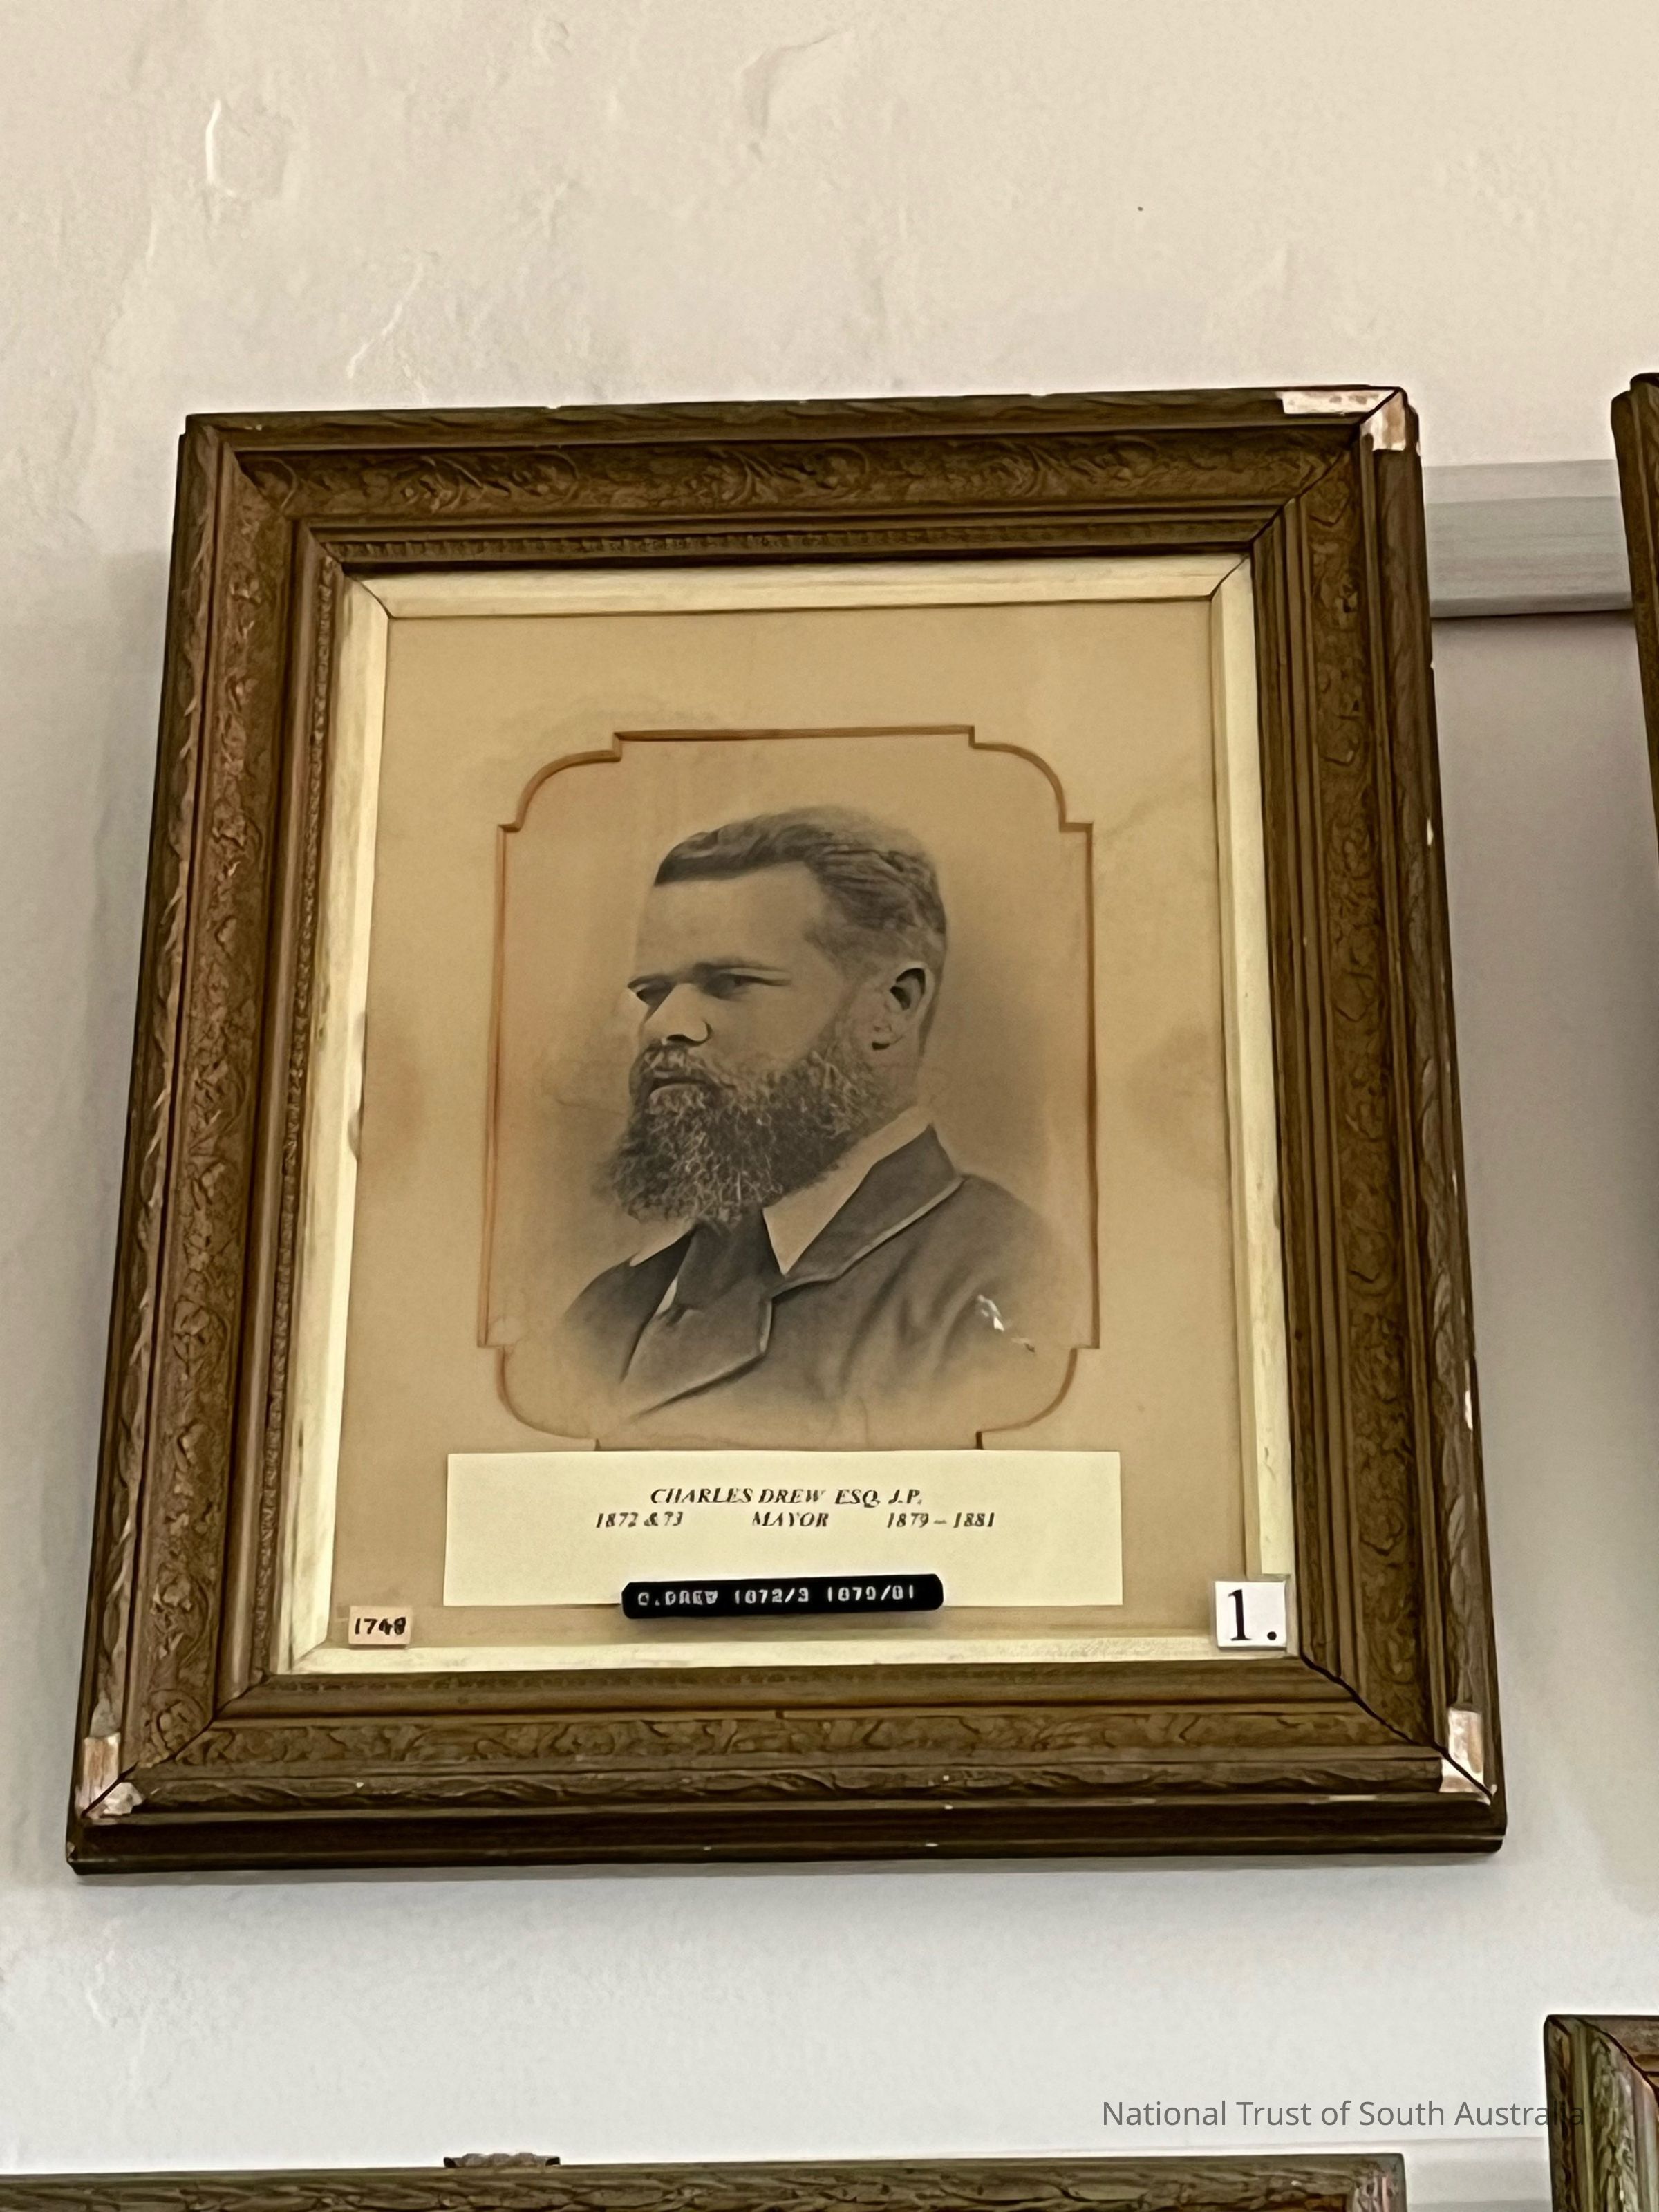 CHARLES DREW ESQ. J.P.
1872 & 73 MAYOR 1879 – 1881
C. DREW 1872/3 1879/81
1748
1.
National Trust of South Australia